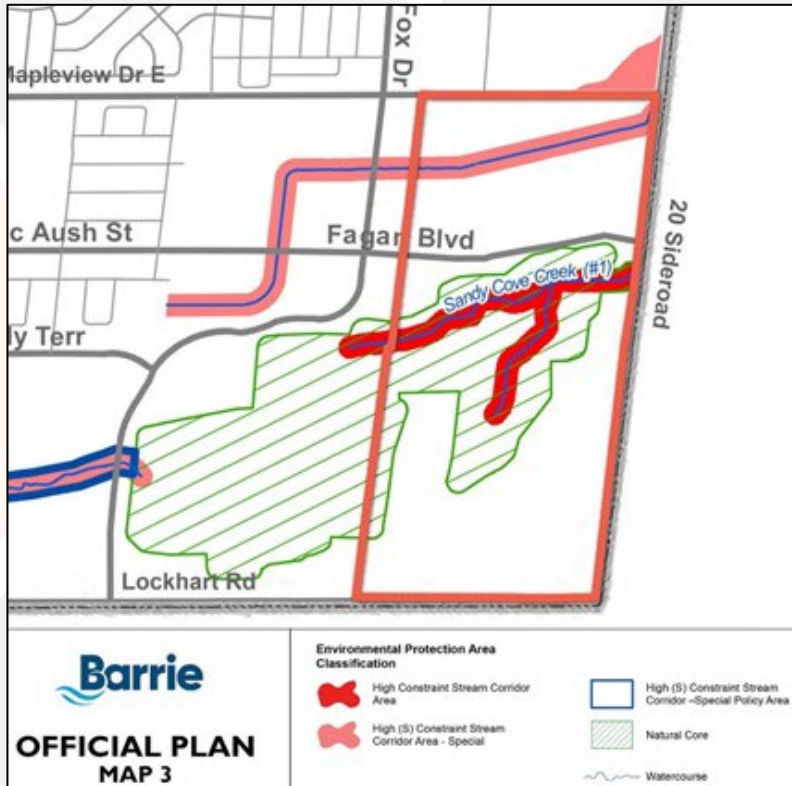 Mapleview Dr E
Fox Dr
20 Sideroad
c Aush St
Fagan Blvd
Sandy Cove Creek (#1)
ly Terr
Lockhart Rd
Barrie
OFFICIAL PLAN
MAP 3
Environmental Protection Area
Classification
High Constraint Stream Corridor
Area
High (S) Constraint Stream
Corridor Area - Special
High (S) Constraint Stream
Corridor –Special Policy Area
Natural Core
Watercourse